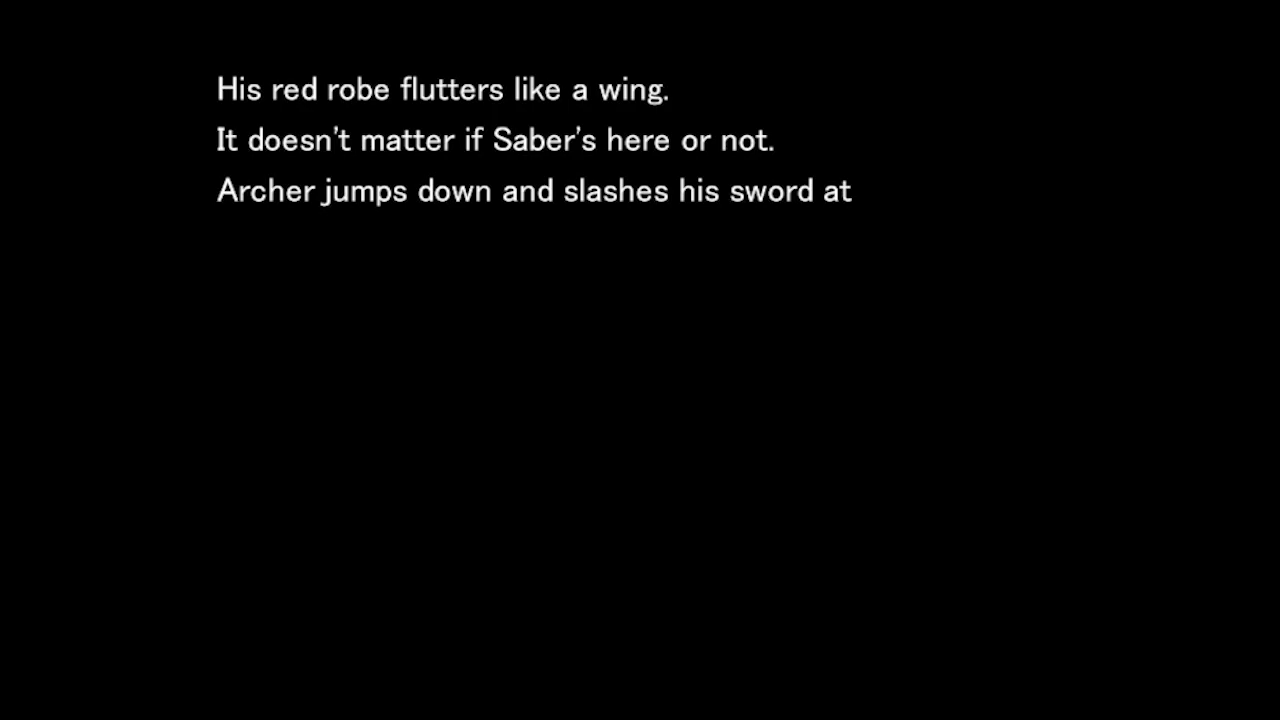 His red robe flutters like a wing.
It doesn't matter if Saber's here or not.
Archer jumps down and slashes his sword at